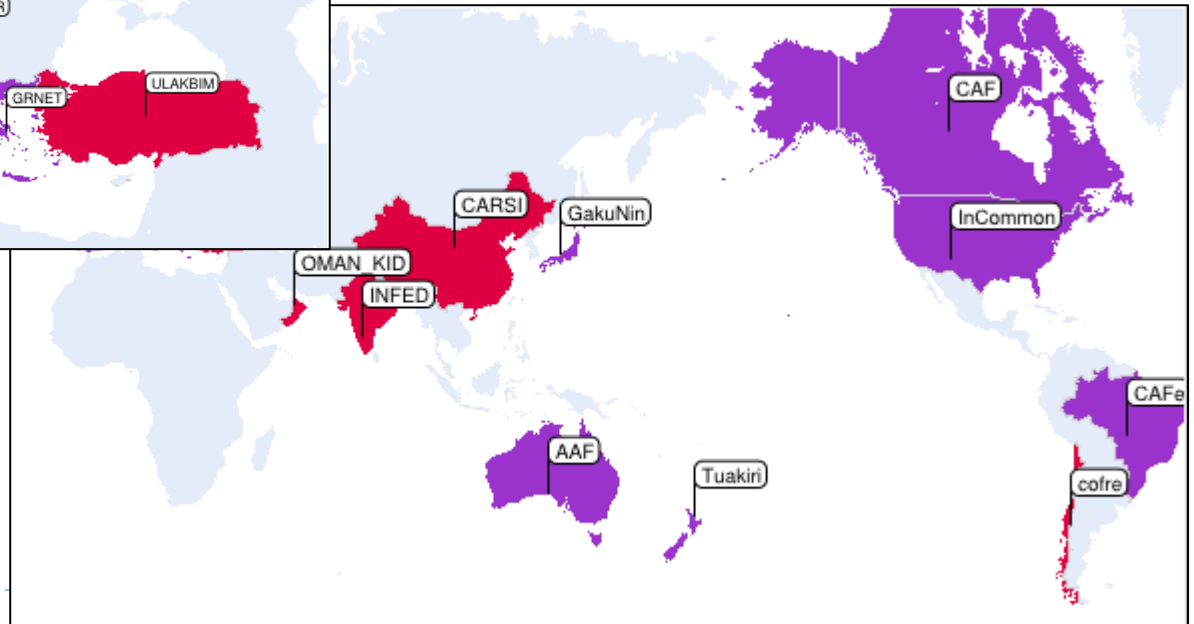 ULAKBIM
GRNET
CAF
CARSI
GakuNin
InCommon
OMAN_KID
INFED
CAFe
AAF
Tuakiri
cofre